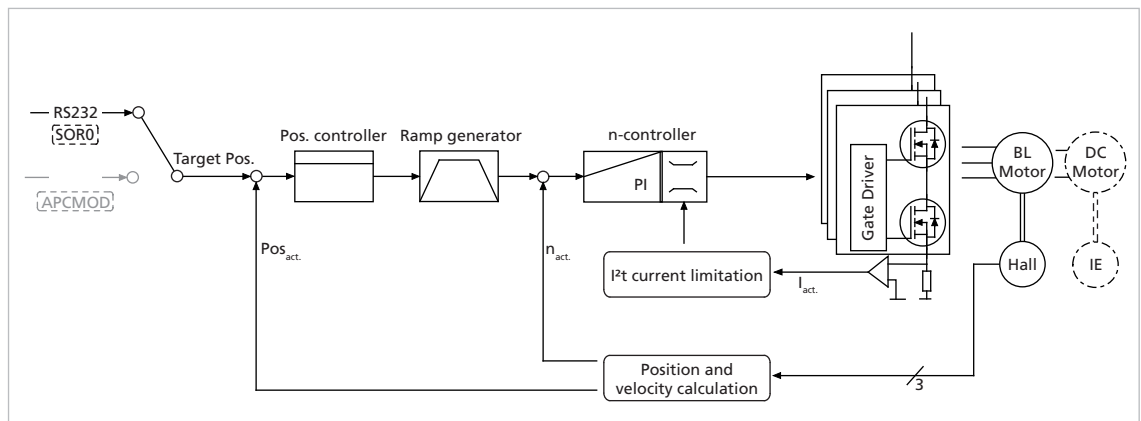 RS232
SOR0
APCMOD
Target Pos.
Pos. controller
Ramp generator
n-controller
PI
Gate Driver
BL
Motor
DC
Motor
Pos act.
n act.
I²t current limitation
I act.
Hall
IE
Position and
velocity calculation
3